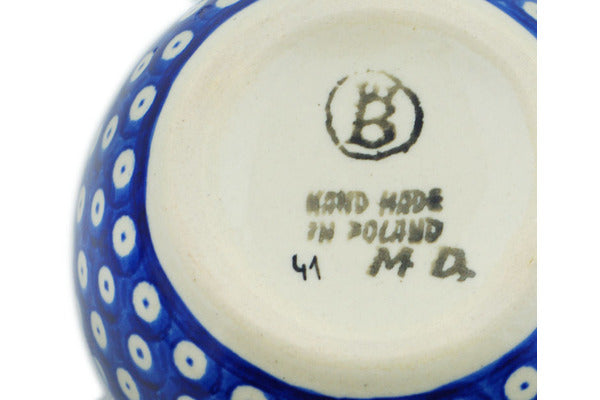 B
HAND MADE
IN POLAND
41 M D.